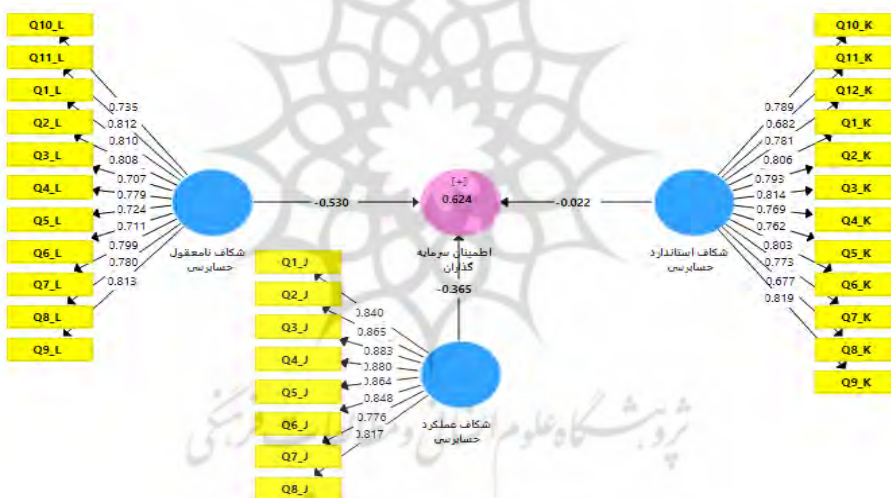 Q10_L
Q11_L
Q1_L
Q2_L
Q3_L
Q4_L
Q5_L
Q6_L
Q7_L
Q8_L
Q9_L
0.735
0.812
0.810
0.808
0.707
0.779
0.724
0.711
0.799
0.780
0.813
شکاف نامعقول
حسابرسی
-0.530
[+]
0.624
اطمینان سرمایه
گذاران
-0.022
-0.365
Q1_J
Q2_J
Q3_J
Q4_J
Q5_J
Q6_J
Q7_J
Q8_J
0.840
0.865
0.883
0.880
0.864
0.848
0.776
0.817
شکاف عملکرد
حسابرسی
شکاف استاندارد
حسابرسی
0.789
0.682
0.781
0.806
0.793
0.814
0.769
0.762
0.803
0.773
0.677
0.819
Q10_K
Q11_K
Q12_K
Q1_K
Q2_K
Q3_K
Q4_K
Q5_K
Q6_K
Q7_K
Q8_K
Q9_K
پژوهشگاه علوم انسانی و مطالعات فرهنگی